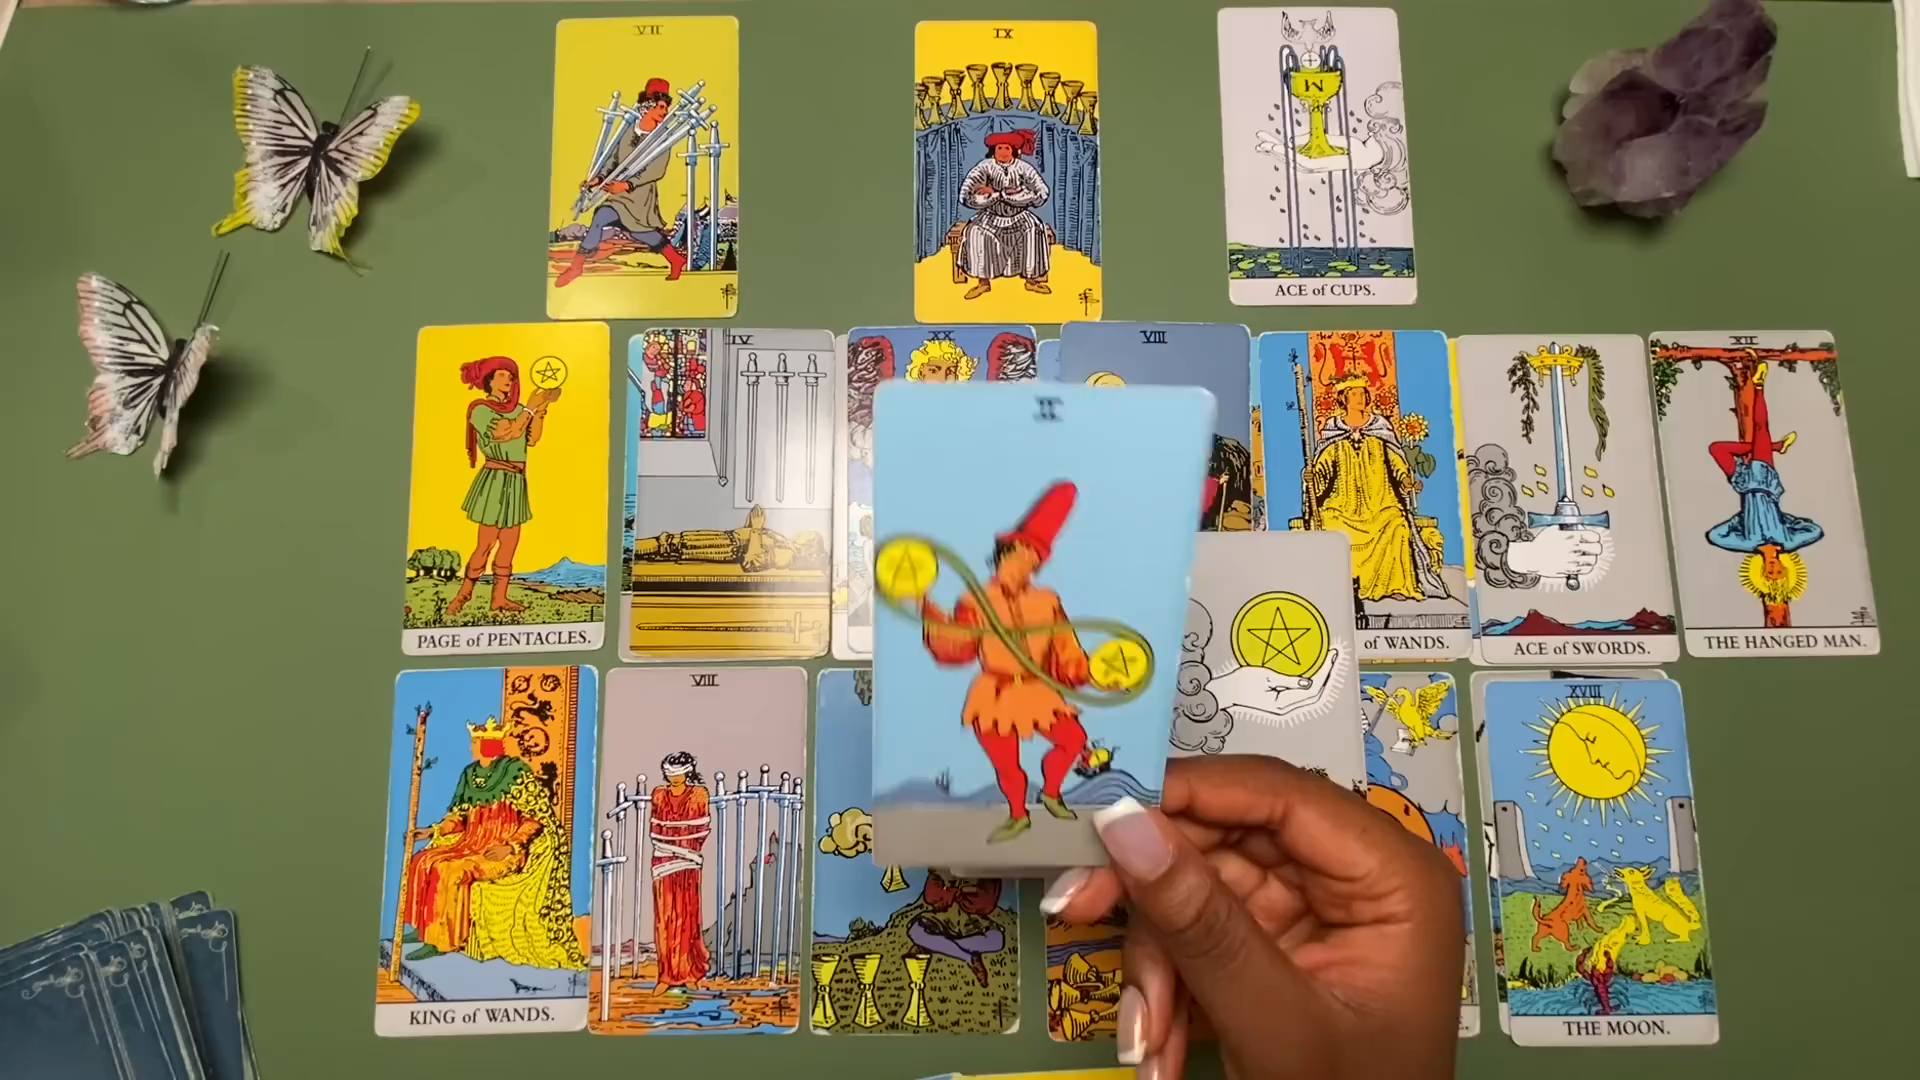 VII
IX
ACE of CUPS.
PAGE of PENTACLES.
IV
XX
VIII
of WANDS.
ACE of SWORDS.
XII
THE HANGED MAN.
II
KING of WANDS.
VIII
XVIII
THE MOON.